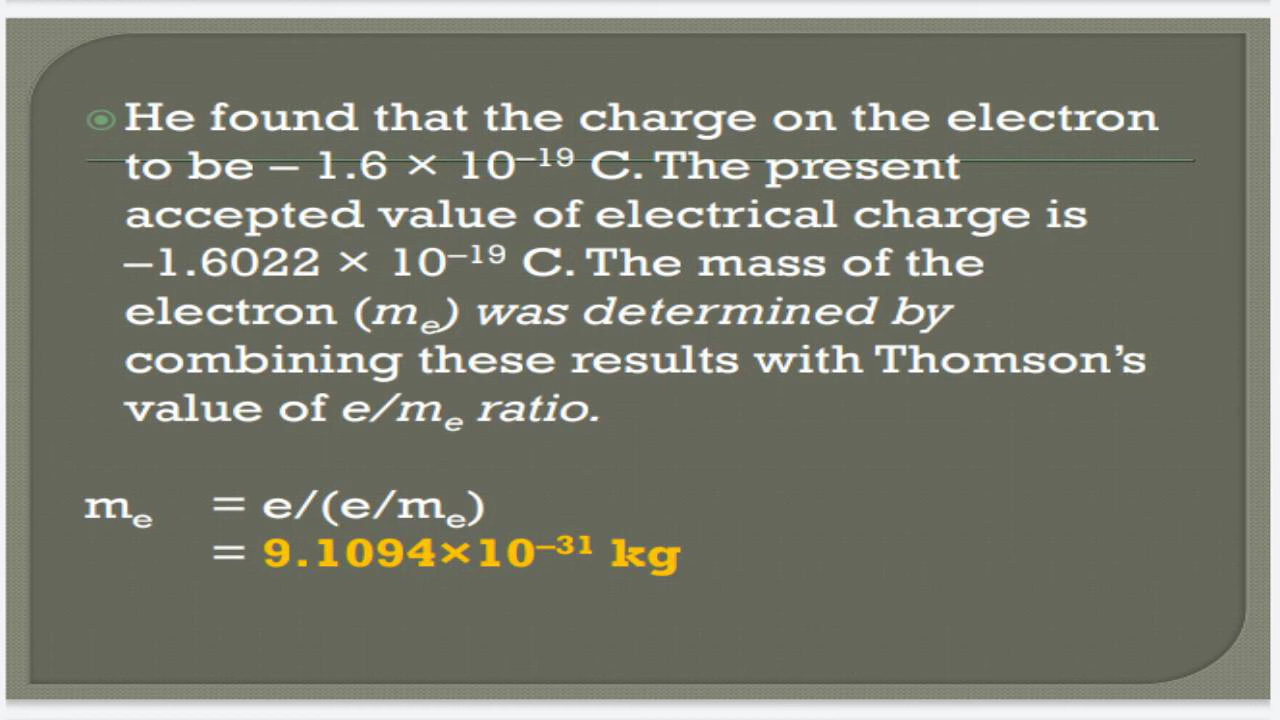 He found that the charge on the electron
to be – 1.6 × 10⁻¹⁹ C. The present
accepted value of electrical charge is
–1.6022 × 10⁻¹⁹ C. The mass of the
electron (mₑ) was determined by
combining these results with Thomson’s
value of e/mₑ ratio.
mₑ = e/(e/mₑ)
= 9.1094×10⁻³¹ kg